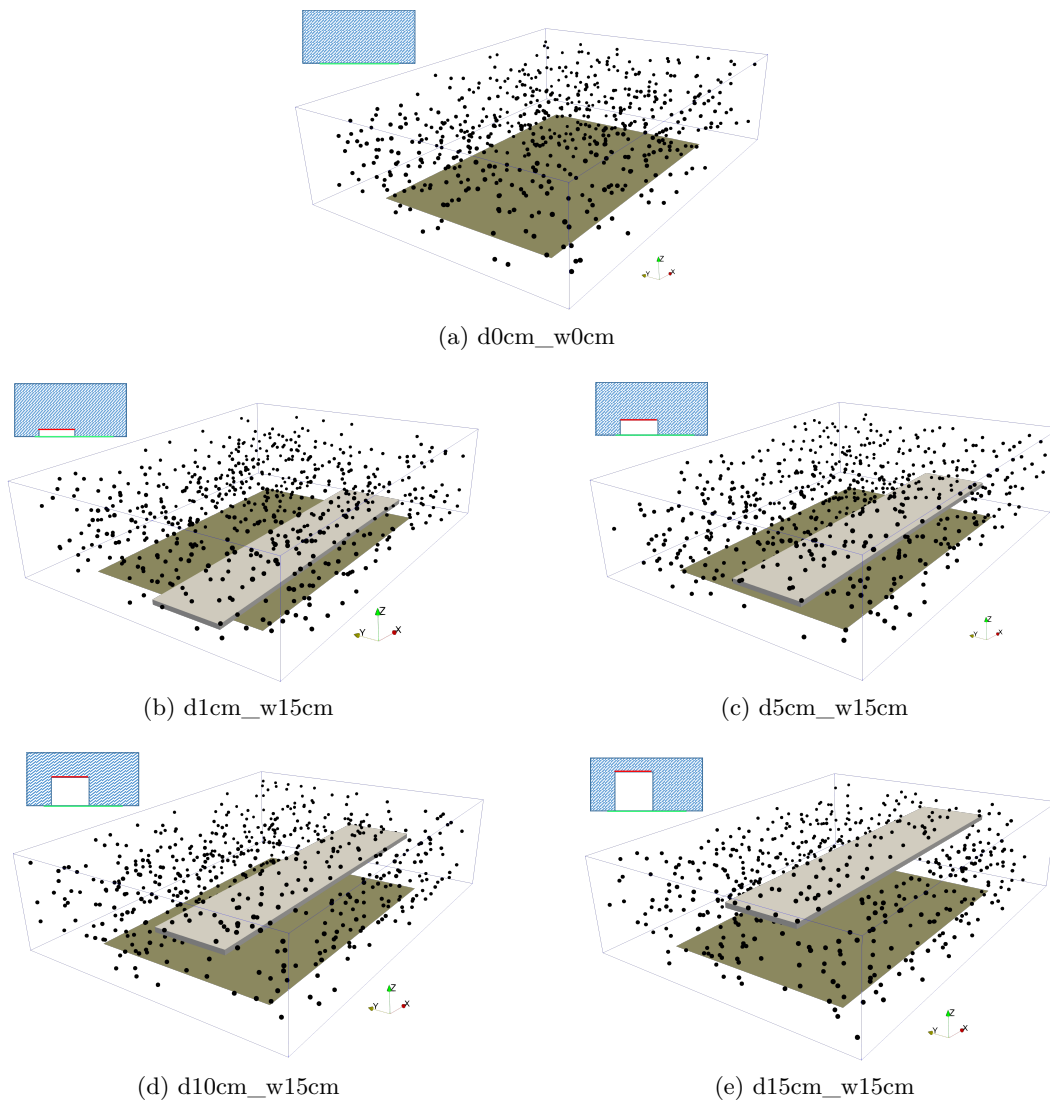 Z
Y X
(a) d0cm_w0cm
Z
Y X
Z
Y X
(b) d1cm_w15cm
(c) d5cm_w15cm
Z
Y X
Z
Y X
(d) d10cm_w15cm
(e) d15cm_w15cm